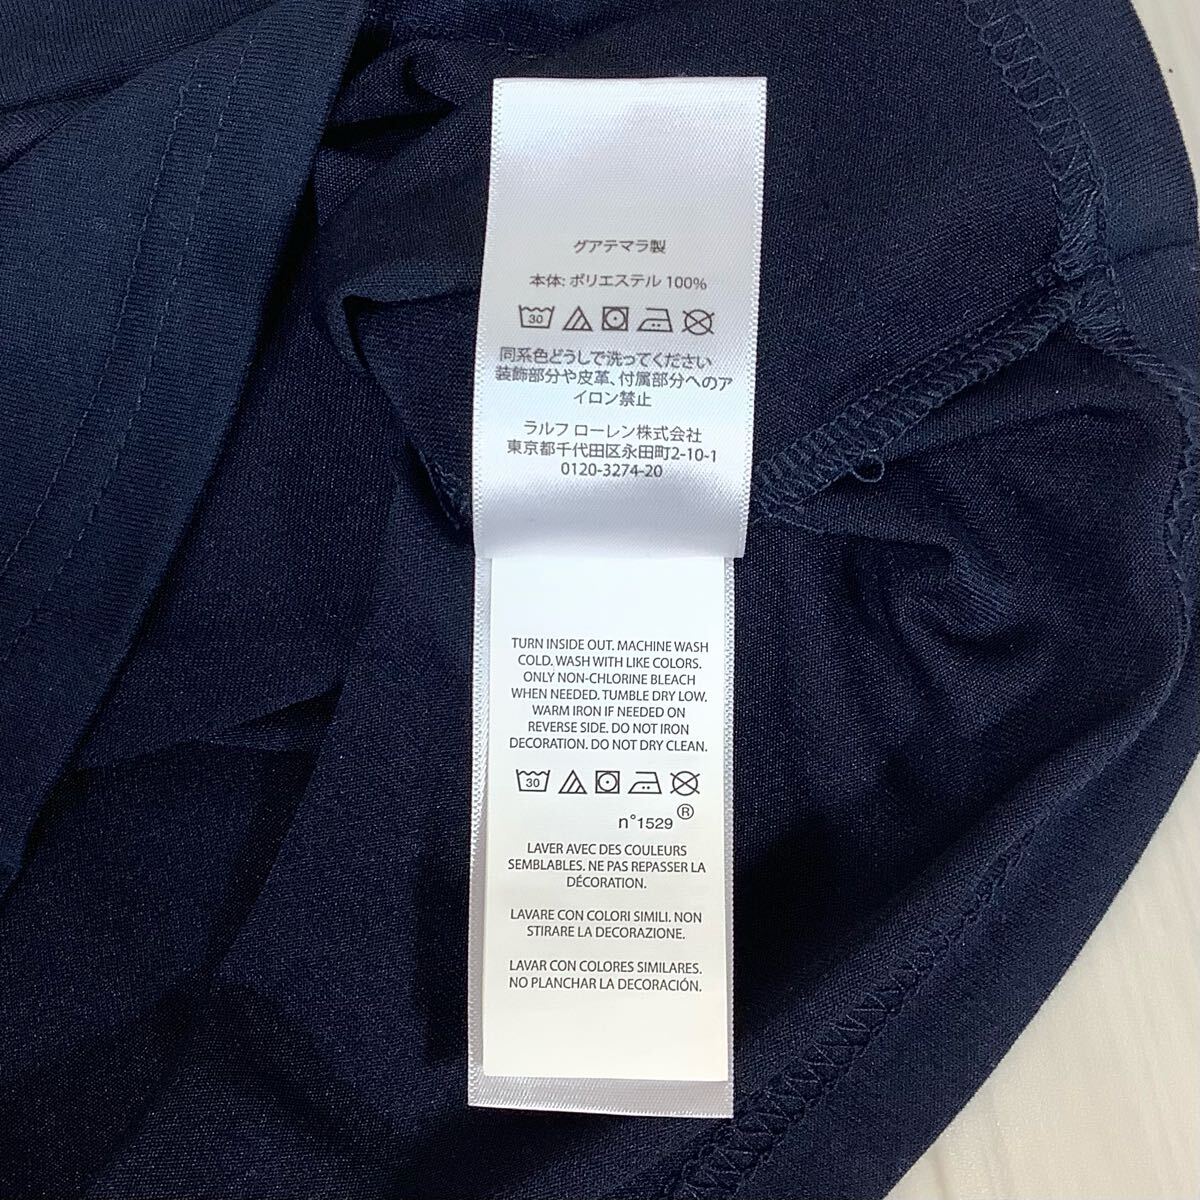 グアテマラ製
本体: ポリエステル 100%
30
同系色どうしで洗ってください
装飾部分や皮革、付属部分へのア
イロン禁止
ラルフ ローレン株式会社
東京都千代田区永田町2-10-1
0120-3274-20
TURN INSIDE OUT. MACHINE WASH
COLD. WASH WITH LIKE COLORS.
ONLY NON-CHLORINE BLEACH
WHEN NEEDED. TUMBLE DRY LOW.
WARM IRON IF NEEDED ON
REVERSE SIDE. DO NOT IRON
DECORATION. DO NOT DRY CLEAN.
30
n°1529 ®
LAVER AVEC DES COULEURS
SEMBLABLES. NE PAS REPASSER LA
DÉCORATION.
LAVARE CON COLORI SIMILI. NON
STIRARE LA DECORAZIONE.
LAVAR CON COLORES SIMILARES.
NO PLANCHAR LA DECORACIÓN.